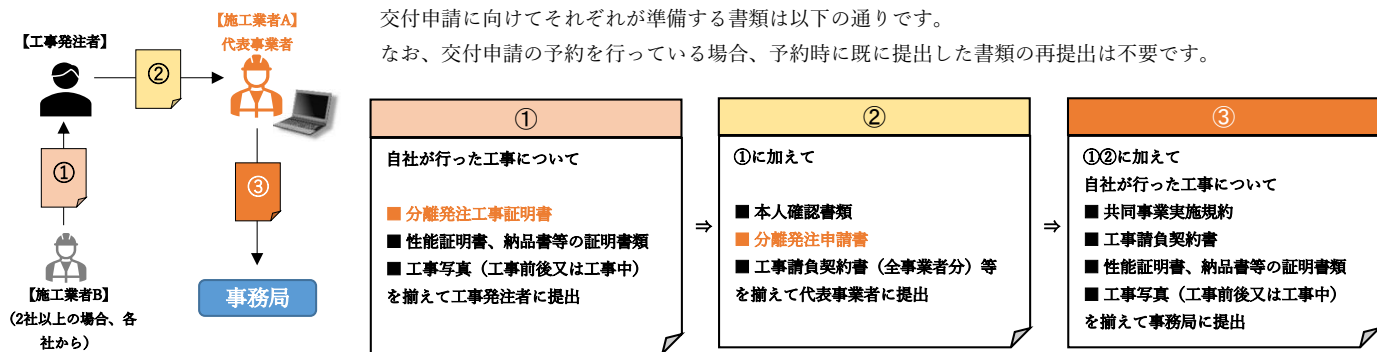 交付申請に向けてそれぞれが準備する書類は以下の通りです。
なお、交付申請の予約を行っている場合、予約時に既に提出した書類の再提出は不要です。
【工事発注者】
【施工業者A】
代表事業者
②
①
③
【施工業者B】
(2社以上の場合、各
社から)
事務局
①
自社が行った工事について
■ 分離発注工事証明書
■ 性能証明書、納品書等の証明書類
■ 工事写真(工事前後又は工事中)
を揃えて工事発注者に提出
⇒
②
①に加えて
■ 本人確認書類
■ 分離発注申請書
■ 工事請負契約書(全事業者分)等
を揃えて代表事業者に提出
⇒
③
①②に加えて
自社が行った工事について
■ 共同事業実施規約
■ 工事請負契約書
■ 性能証明書、納品書等の証明書類
■ 工事写真(工事前後又は工事中)
を揃えて事務局に提出